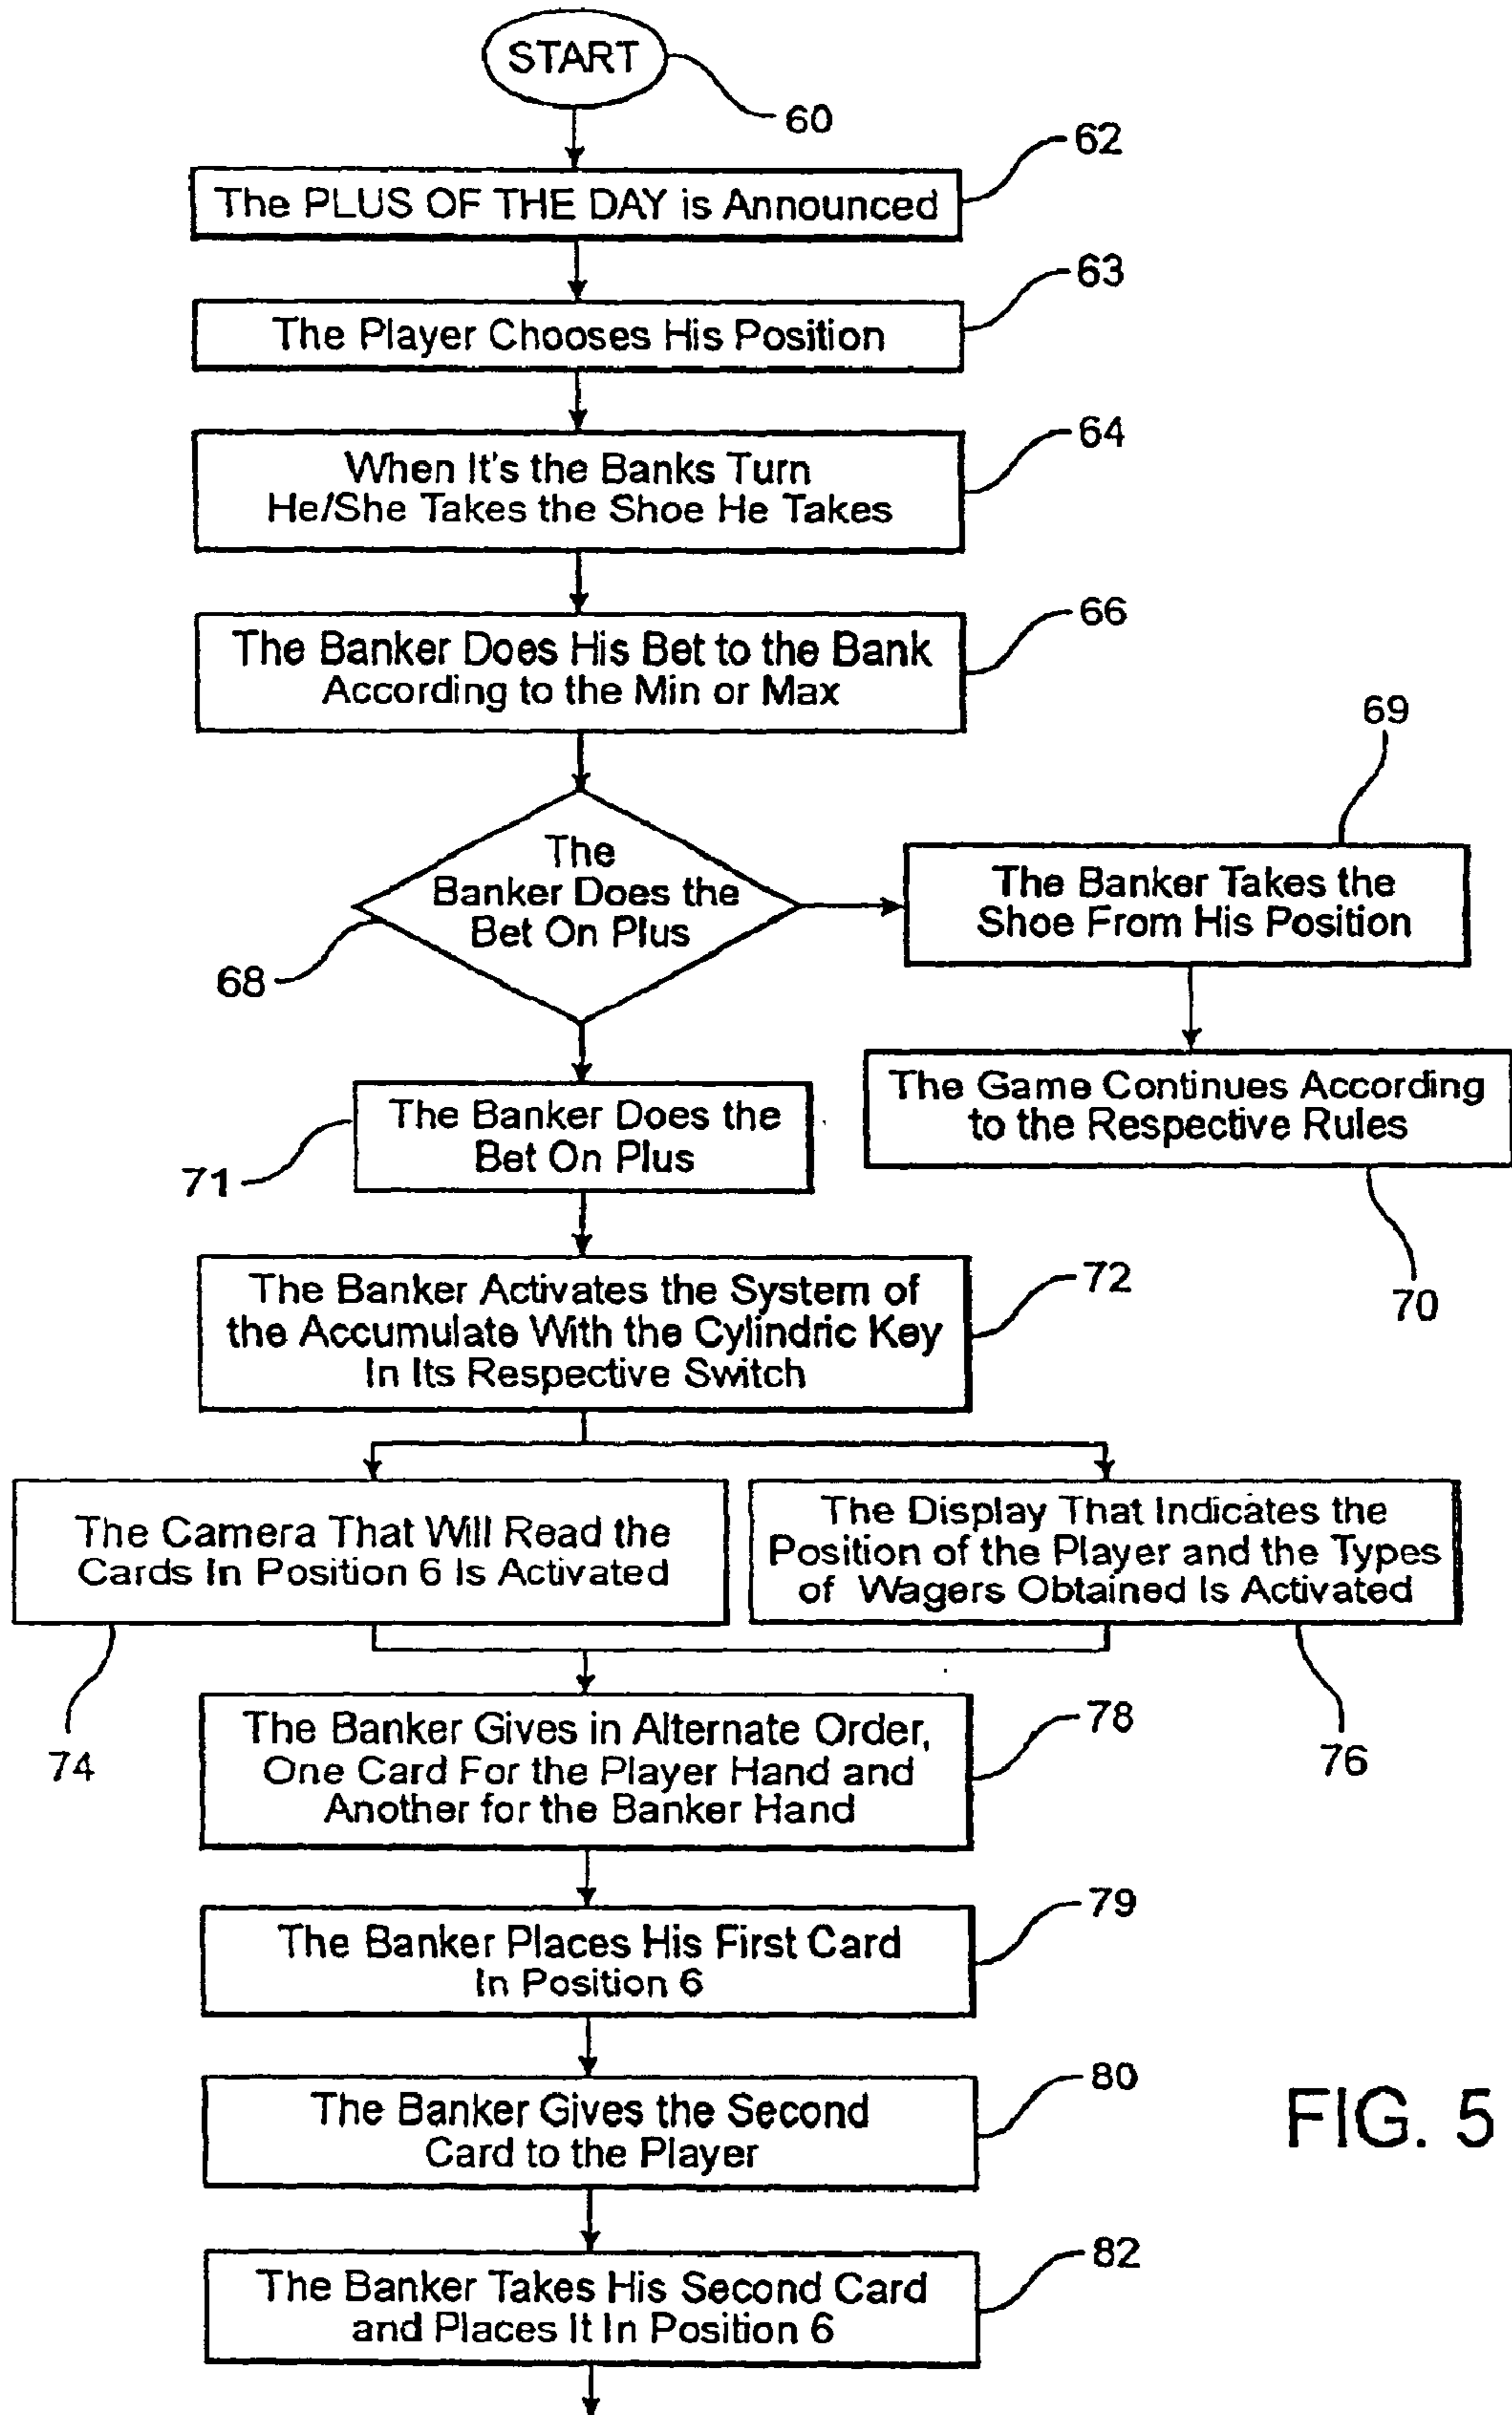 START
60
62
The PLUS OF THE DAY is Announced
63
The Player Chooses His Position
64
When It's the Banks Turn
He/She Takes the Shoe He Takes
66
The Banker Does His Bet to the Bank
According to the Min or Max
69
The
Banker Does the
Bet On Plus
68
The Banker Takes the
Shoe From His Position
The Game Continues According
to the Respective Rules
70
The Banker Does the
Bet On Plus
71
72
The Banker Activates the System of
the Accumulate With the Cylindric Key
In Its Respective Switch
The Camera That Will Read the
Cards In Position 6 Is Activated
74
The Display That Indicates the
Position of the Player and the Types
of Wagers Obtained Is Activated
76
78
The Banker Gives in Alternate Order,
One Card For the Player Hand and
Another for the Banker Hand
79
The Banker Places His First Card
In Position 6
80
The Banker Gives the Second
Card to the Player
FIG. 5
82
The Banker Takes His Second Card
and Places It In Position 6